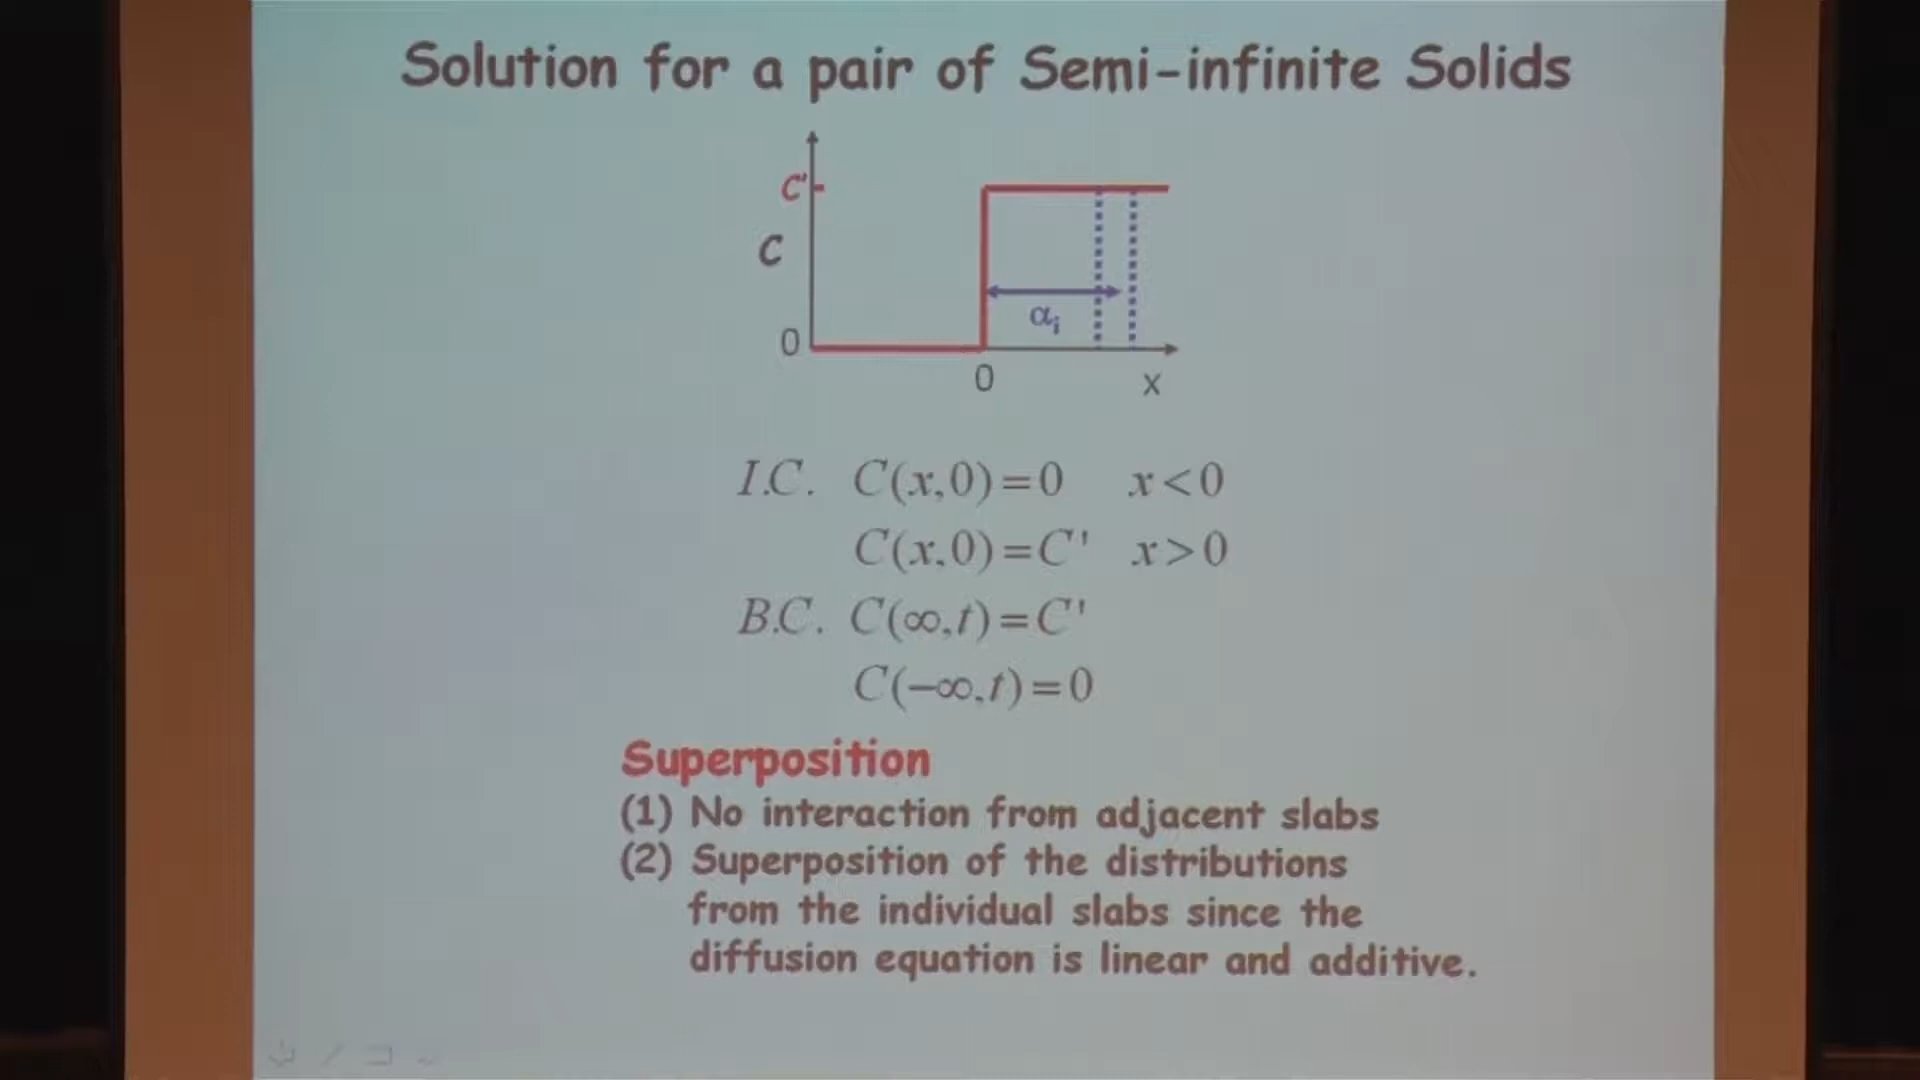 Solution for a pair of Semi-infinite Solids
C'
C
αi
0
0
x
I.C. C(x,0)=0 x<0
C(x,0)=C' x>0
B.C. C(∞,t)=C'
C(-∞,t)=0
Superposition
(1) No interaction from adjacent slabs
(2) Superposition of the distributions
from the individual slabs since the
diffusion equation is linear and additive.